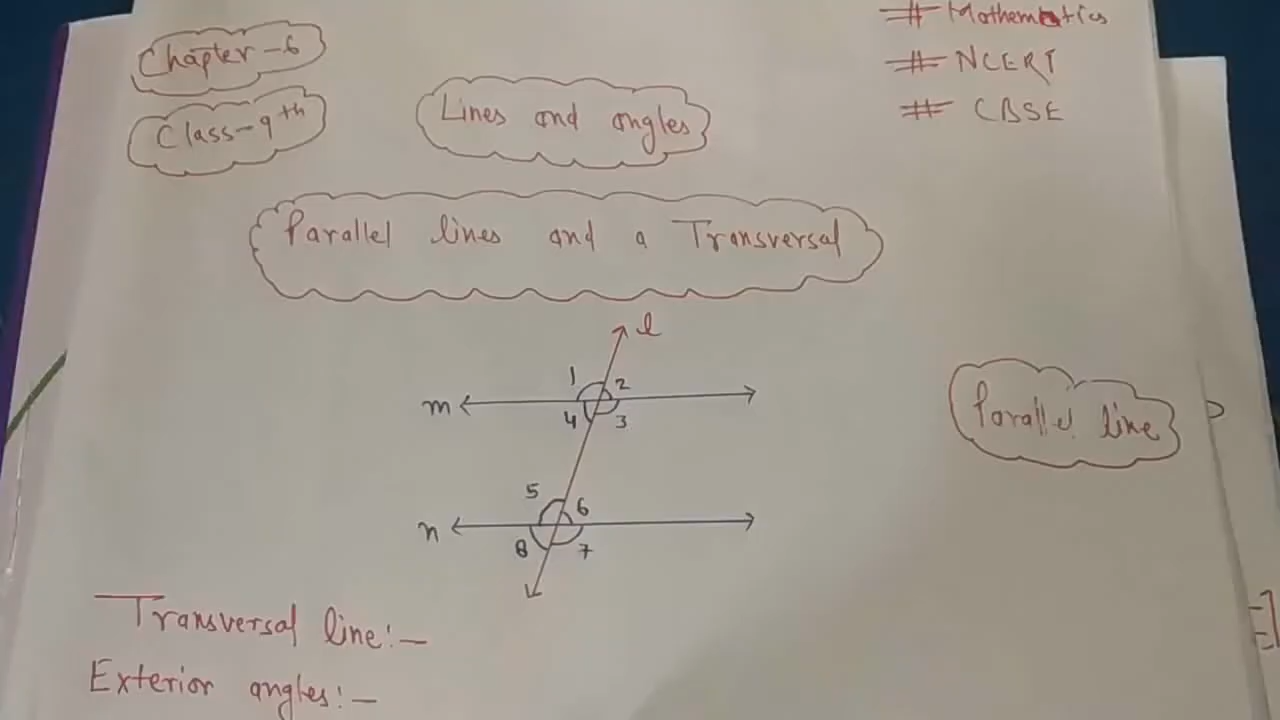 Chapter-6
Class-9th
Lines and angles
# Mathematics
# NCERT
# CBSE
Parallel lines and a Transversal
l
1 2
m
4 3
Parallel line
5 6
n
8 7
Transversal line:-
Exterior angles:-